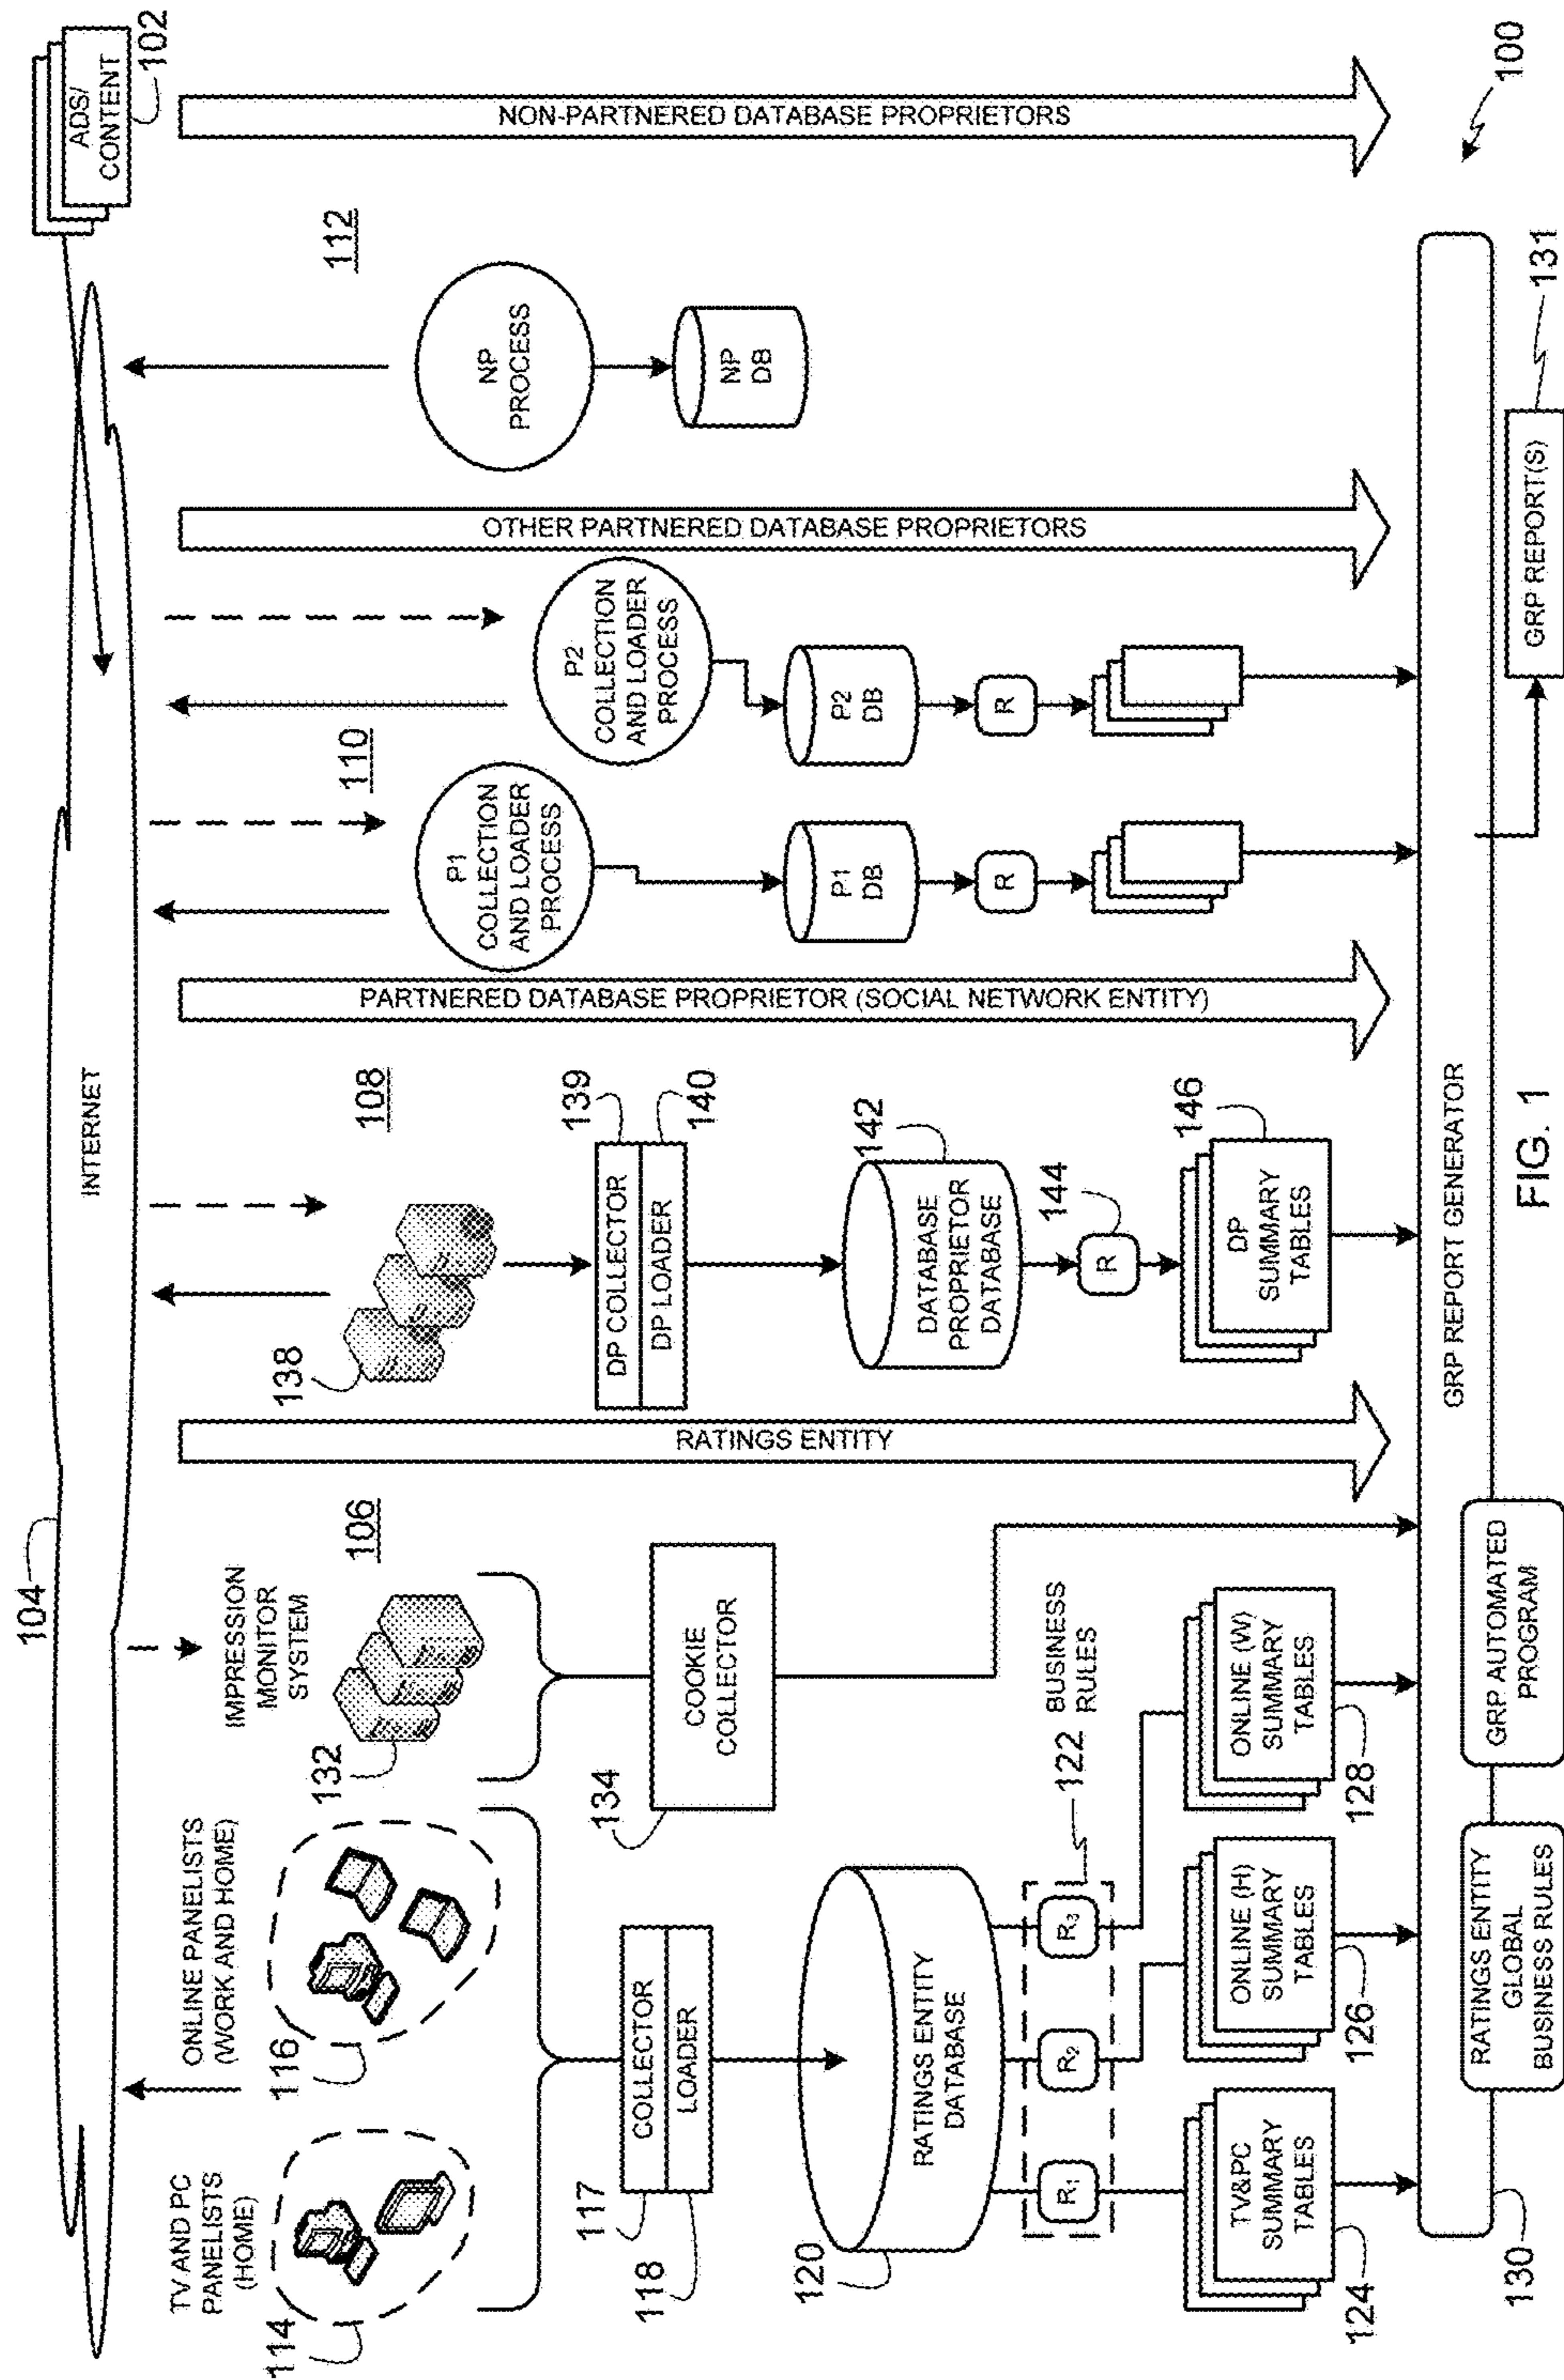 104
INTERNET
ADS/
CONTENT
102
TV AND PC
PANELISTS
(HOME)
114
ONLINE PANELISTS
(WORK AND HOME)
116
IMPRESSION
MONITOR
SYSTEM
106
132
RATINGS ENTITY
138
108
PARTNERED DATABASE PROPRIETOR (SOCIAL NETWORK ENTITY)
110
P1
COLLECTION
AND LOADER
PROCESS
P2
COLLECTION
AND LOADER
PROCESS
OTHER PARTNERED DATABASE PROPRIETORS
112
NP
PROCESS
NP
DB
NON-PARTNERED DATABASE PROPRIETORS
117
COLLECTOR
LOADER
118
134
COOKIE
COLLECTOR
DP COLLECTOR
139
DP LOADER
140
120
RATINGS ENTITY
DATABASE
DATABASE
PROPRIETOR
DATABASE
142
P1
DB
P2
DB
R1
R2
R3
122
BUSINESS
RULES
R
144
R
R
TV&PC
SUMMARY
TABLES
124
ONLINE (H)
SUMMARY
TABLES
126
ONLINE (W)
SUMMARY
TABLES
128
DP
SUMMARY
TABLES
146
GRP REPORT GENERATOR
100
130
RATINGS ENTITY
GLOBAL
BUSINESS RULES
GRP AUTOMATED
PROGRAM
GRP REPORT(S)
131
FIG. 1